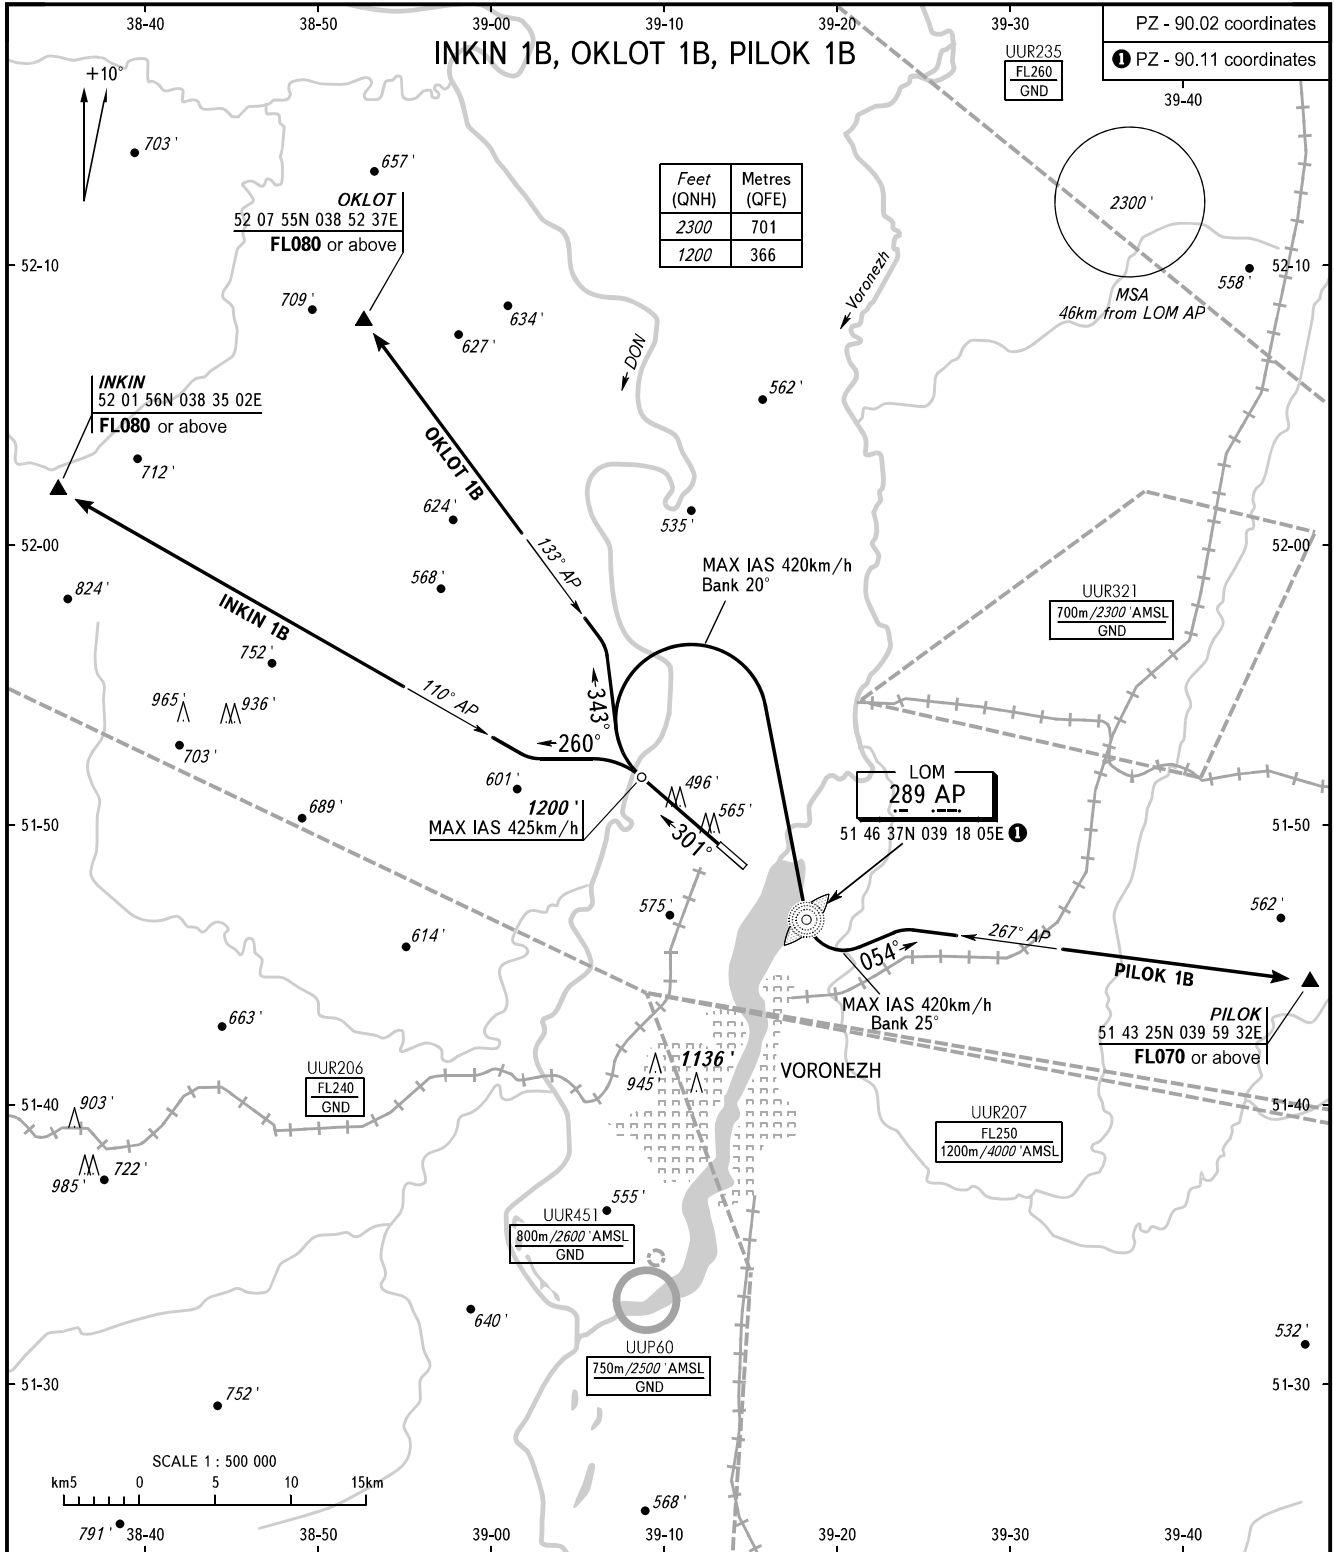 38-40
38-50
39-00
39-10
39-20
39-30
PZ - 90.02 coordinates
❶ PZ - 90.11 coordinates
39-40
INKIN 1B, OKLOT 1B, PILOK 1B
UUR235
FL260
GND
+10°
703'
657'
OKLOT
52 07 55N 038 52 37E
FL080 or above
Feet (QNH)
Metres (QFE)
2300 701
1200 366
2300'
MSA
46km from LOM AP
558'
52-10
52-10
Voronezh
DON
709'
634'
627'
562'
INKIN
52 01 56N 038 35 02E
FL080 or above
712'
OKLOT 1B
624'
535'
133° AP
52-00
52-00
568'
MAX IAS 420km/h
Bank 20°
824'
INKIN 1B
UUR321
700m/2300'AMSL
GND
752'
965'
936'
110° AP
343°
703'
260°
601'
1200'
MAX IAS 425km/h
496'
565'
301°
LOM
289 AP
51 46 37N 039 18 05E ❶
689'
51-50
51-50
575'
562'
614'
267° AP
054°
PILOK 1B
MAX IAS 420km/h
Bank 25°
PILOK
51 43 25N 039 59 32E
FL070 or above
663'
UUR206
FL240
GND
945'
1136'
VORONEZH
903'
51-40
51-40
UUR207
FL250
1200m/4000'AMSL
985'
722'
555'
UUR451
800m/2600'AMSL
GND
640'
UUP60
750m/2500'AMSL
GND
532'
51-30
51-30
752'
SCALE 1 : 500 000
km5 0 5 10 15km
568'
791'
38-40
38-50
39-00
39-10
39-20
39-30
39-40